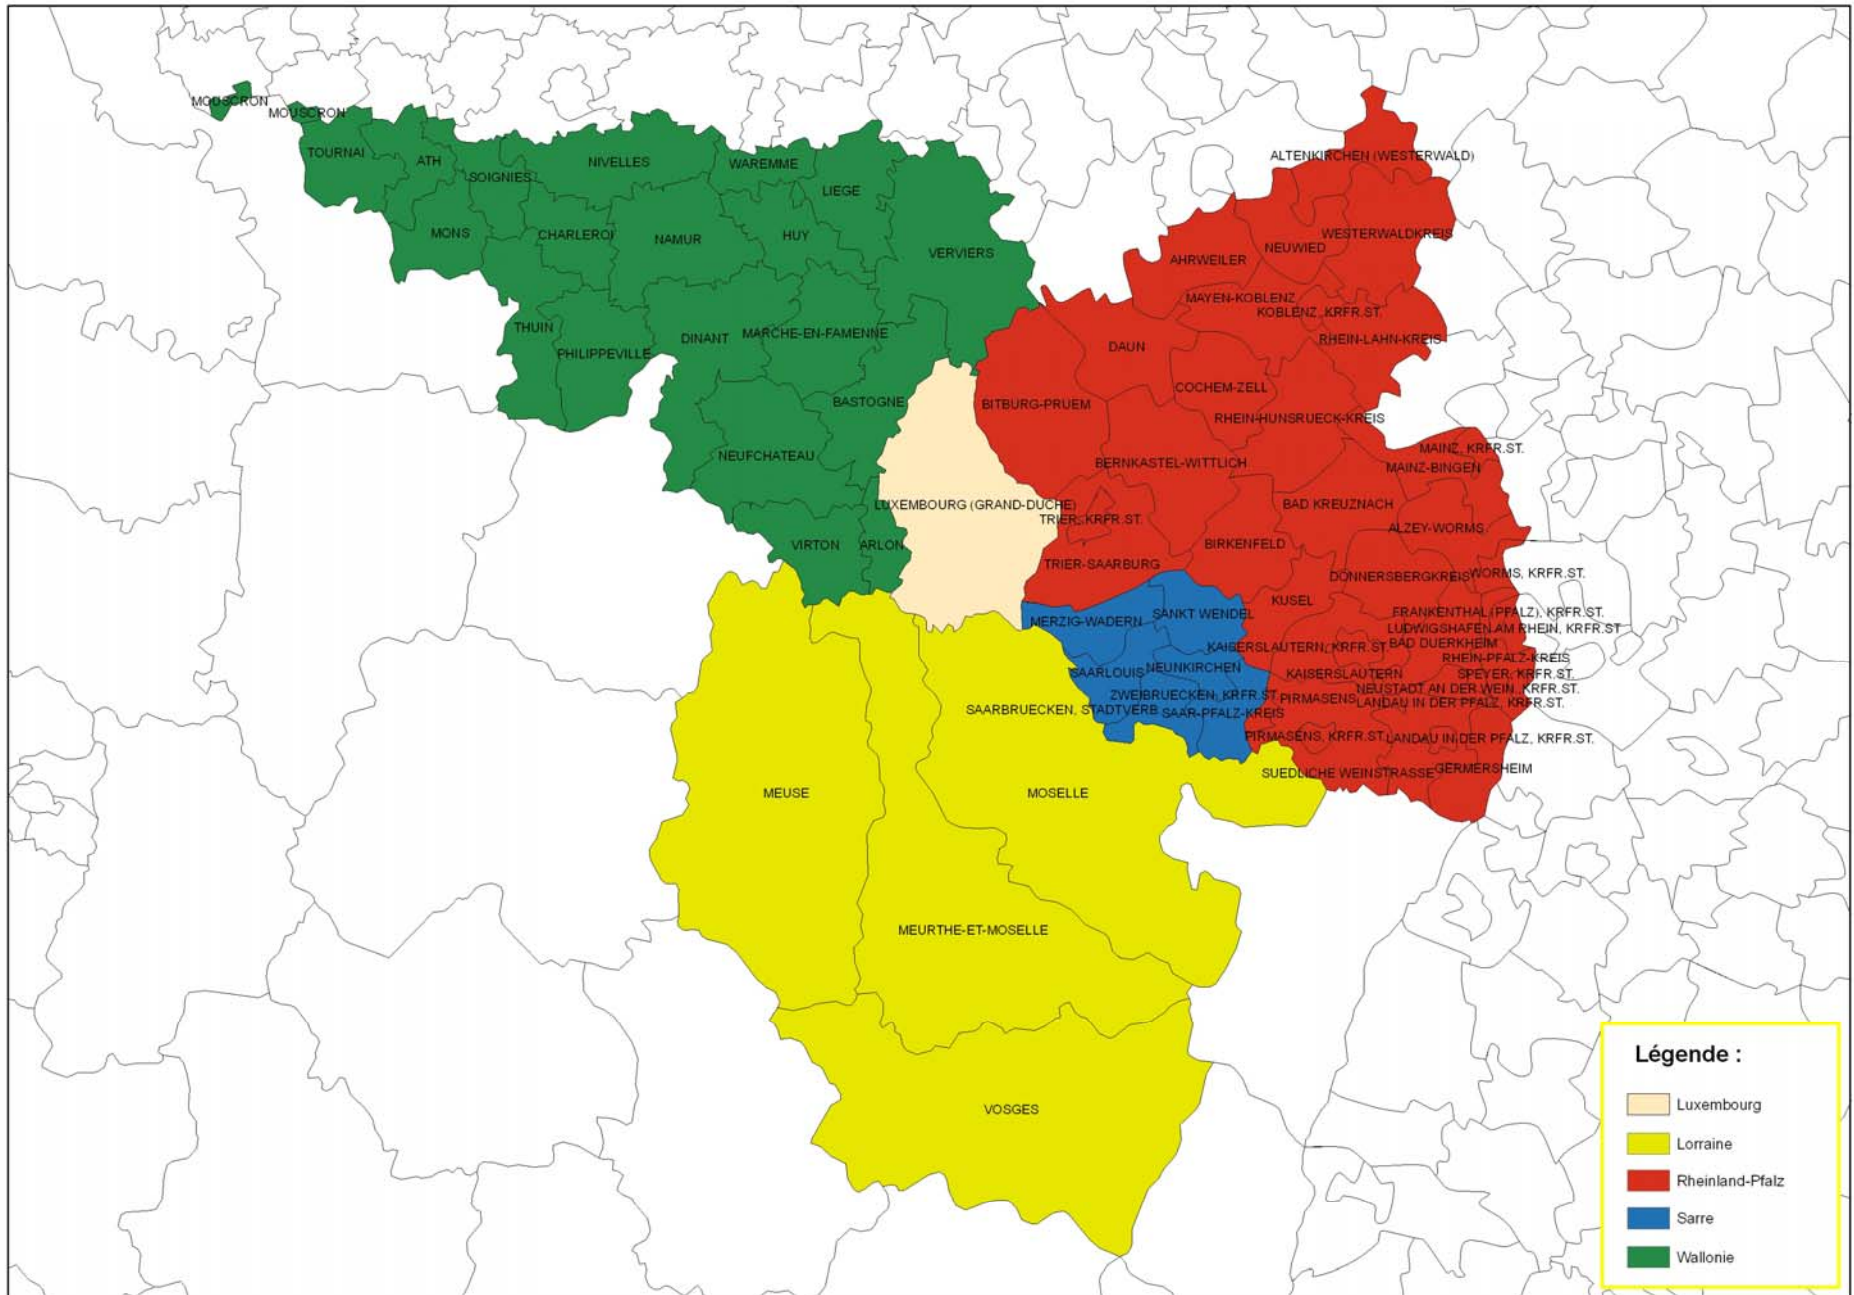 MOUSCRON
MOUSCRON
TOURNAI
ATH
SOIGNIES
NIVELLES
WAREMME
LIEGE
MONS
CHARLEROI
NAMUR
HUY
VERVIERS
THUIN
PHILIPPEVILLE
DINANT
MARCHE-EN-FAMENNE
BASTOGNE
NEUFCHATEAU
VIRTON
ARLON
LUXEMBOURG (GRAND-DUCHE)
ALTENKIRCHEN (WESTERWALD)
WESTERWALDKREIS
NEUWIED
AHRWEILER
MAYEN-KOBLENZ
KOBLENZ, KRFR.ST.
RHEIN-LAHN-KREIS
DAUN
COCHEM-ZELL
BITBURG-PRUEM
RHEIN-HUNSRUECK-KREIS
MAINZ, KRFR.ST.
MAINZ-BINGEN
BERNKASTEL-WITTLICH
BAD KREUZNACH
TRIER, KRFR.ST.
ALZEY-WORMS
BIRKENFELD
TRIER-SAARBURG
DONNERSBERGKREIS
WORMS, KRFR.ST.
KUSEL
FRANKENTHAL (PFALZ), KRFR.ST.
LUDWIGSHAFEN AM RHEIN, KRFR.ST
BAD DUERKHEIM
KAISERSLAUTERN, KRFR.ST.
RHEIN-PFALZ-KREIS
KAISERSLAUTERN
SPEYER, KRFR.ST.
NEUSTADT AN DER WEIN, KRFR.ST.
PIRMASENS
LANDAU IN DER PFALZ, KRFR.ST.
PIRMASENS, KRFR.ST.
LANDAU IN DER PFALZ, KRFR.ST.
SUEDLICHE WEINSTRASSE
GERMERSHEIM
MERZIG-WADERN
SANKT WENDEL
SAARLOUIS
NEUNKIRCHEN
ZWEIBRUECKEN, KRFR.ST.
SAARBRUECKEN, STADTVERB
SAAR-PFALZ-KREIS
MEUSE
MOSELLE
MEURTHE-ET-MOSELLE
VOSGES
Légende :
Luxembourg
Lorraine
Rheinland-Pfalz
Sarre
Wallonie